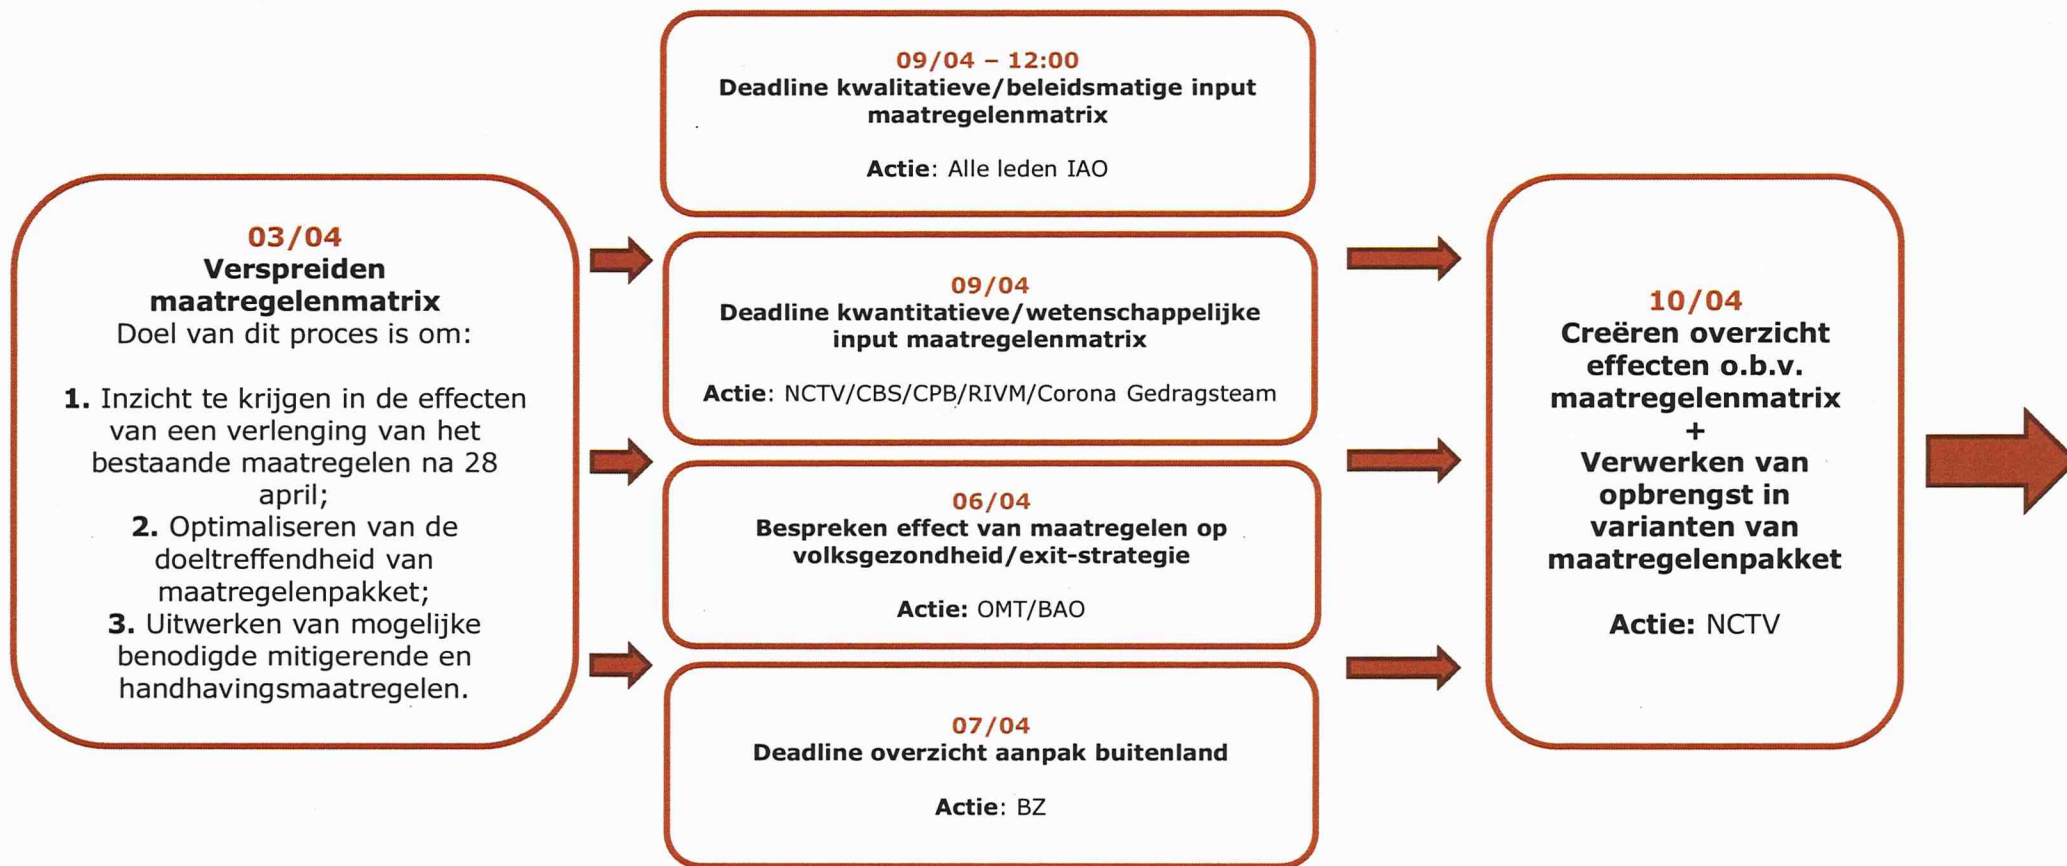 03/04
Verspreiden
maatregelenmatrix
Doel van dit proces is om:
1. Inzicht te krijgen in de effecten
van een verlenging van het
bestaande maatregelen na 28
april;
2. Optimaliseren van de
doeltreffendheid van
maatregelenpakket;
3. Uitwerken van mogelijke
benodigde mitigerende en
handhavingsmaatregelen.
09/04 – 12:00
Deadline kwalitatieve/beleidsmatige input
maatregelenmatrix
Actie: Alle leden IAO
09/04
Deadline kwantitatieve/wetenschappelijke
input maatregelenmatrix
Actie: NCTV/CBS/CPB/RIVM/Corona Gedragsteam
06/04
Bespreken effect van maatregelen op
volksgezondheid/exit-strategie
Actie: OMT/BAO
07/04
Deadline overzicht aanpak buitenland
Actie: BZ
10/04
Creëren overzicht
effecten o.b.v.
maatregelenmatrix
+
Verwerken van
opbrengst in
varianten van
maatregelenpakket
Actie: NCTV